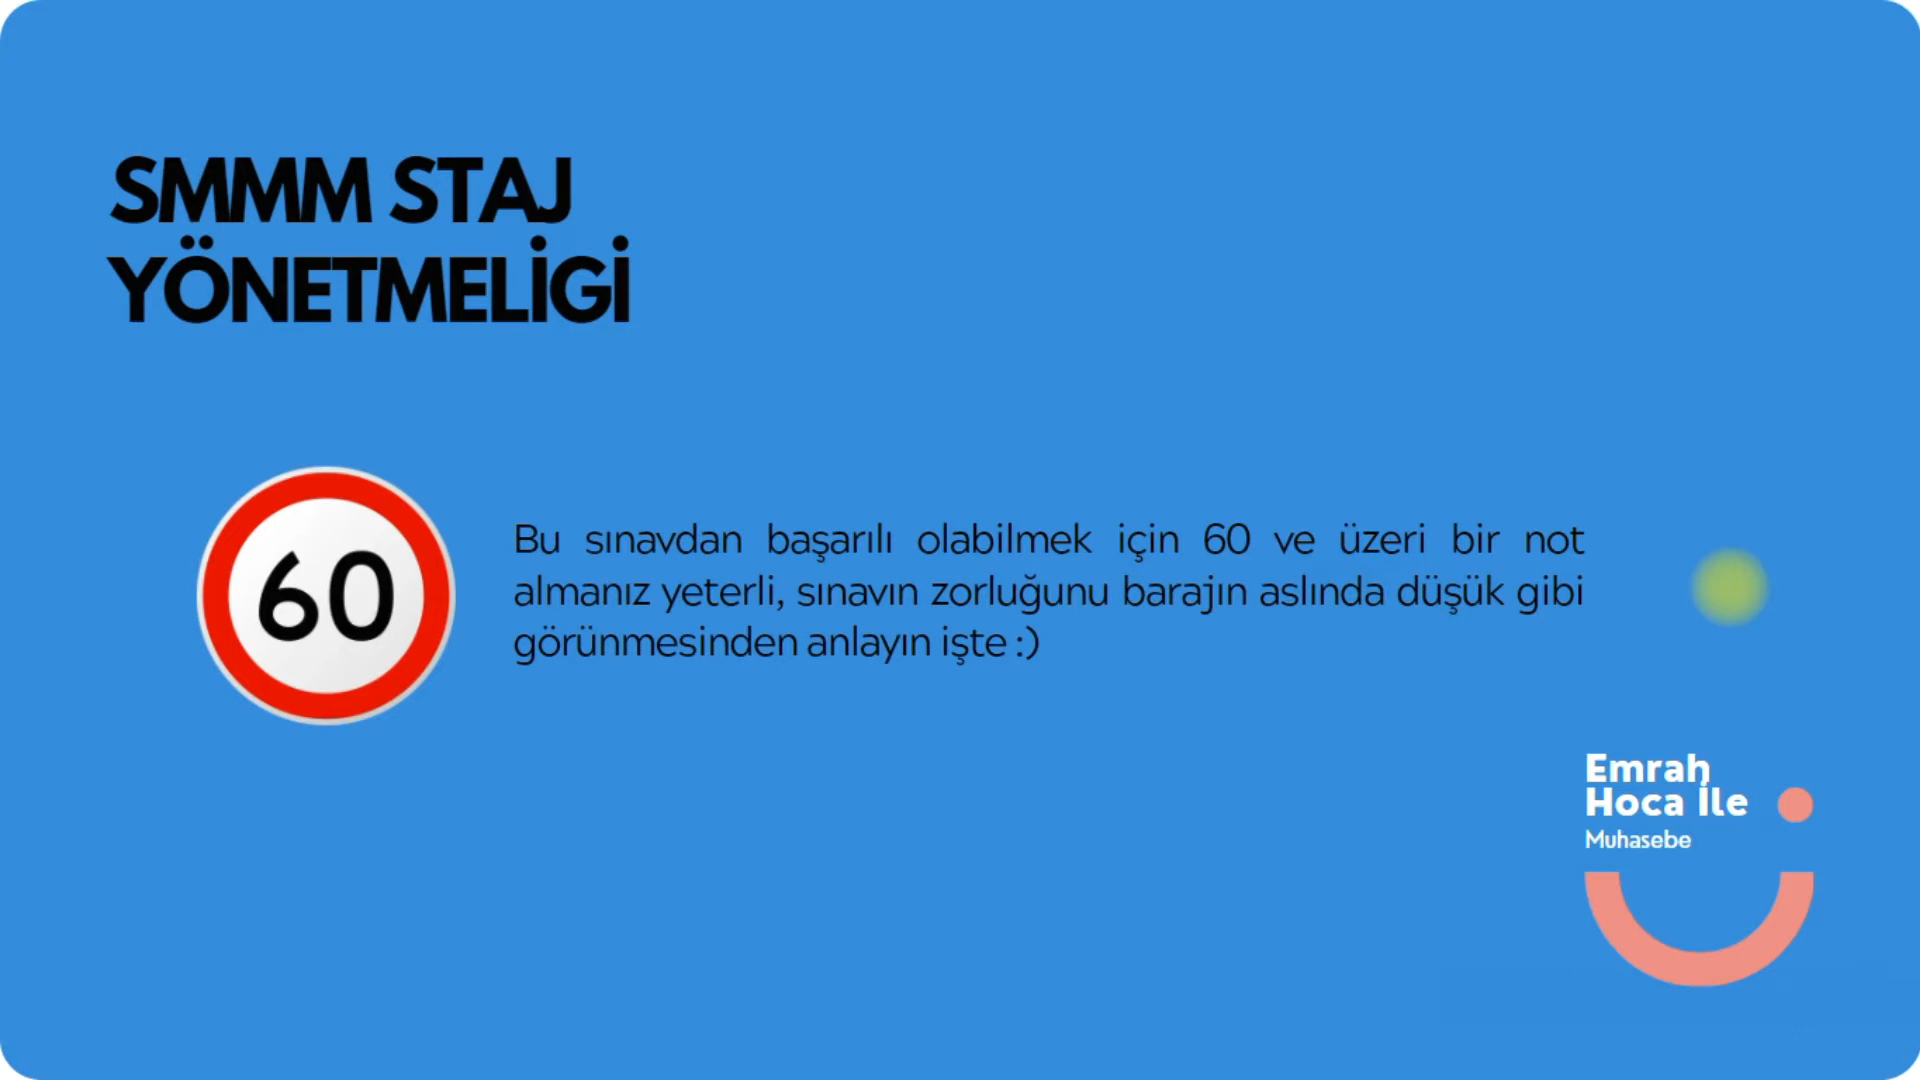 SMMM STAJ
YÖNETMELİGİ
60
Bu sınavdan başarılı olabilmek için 60 ve üzeri bir not
almanız yeterli, sınavın zorluğunu barajın aslında düşük gibi
görünmesinden anlayın işte :)
Emrah
Hoca İle
Muhasebe